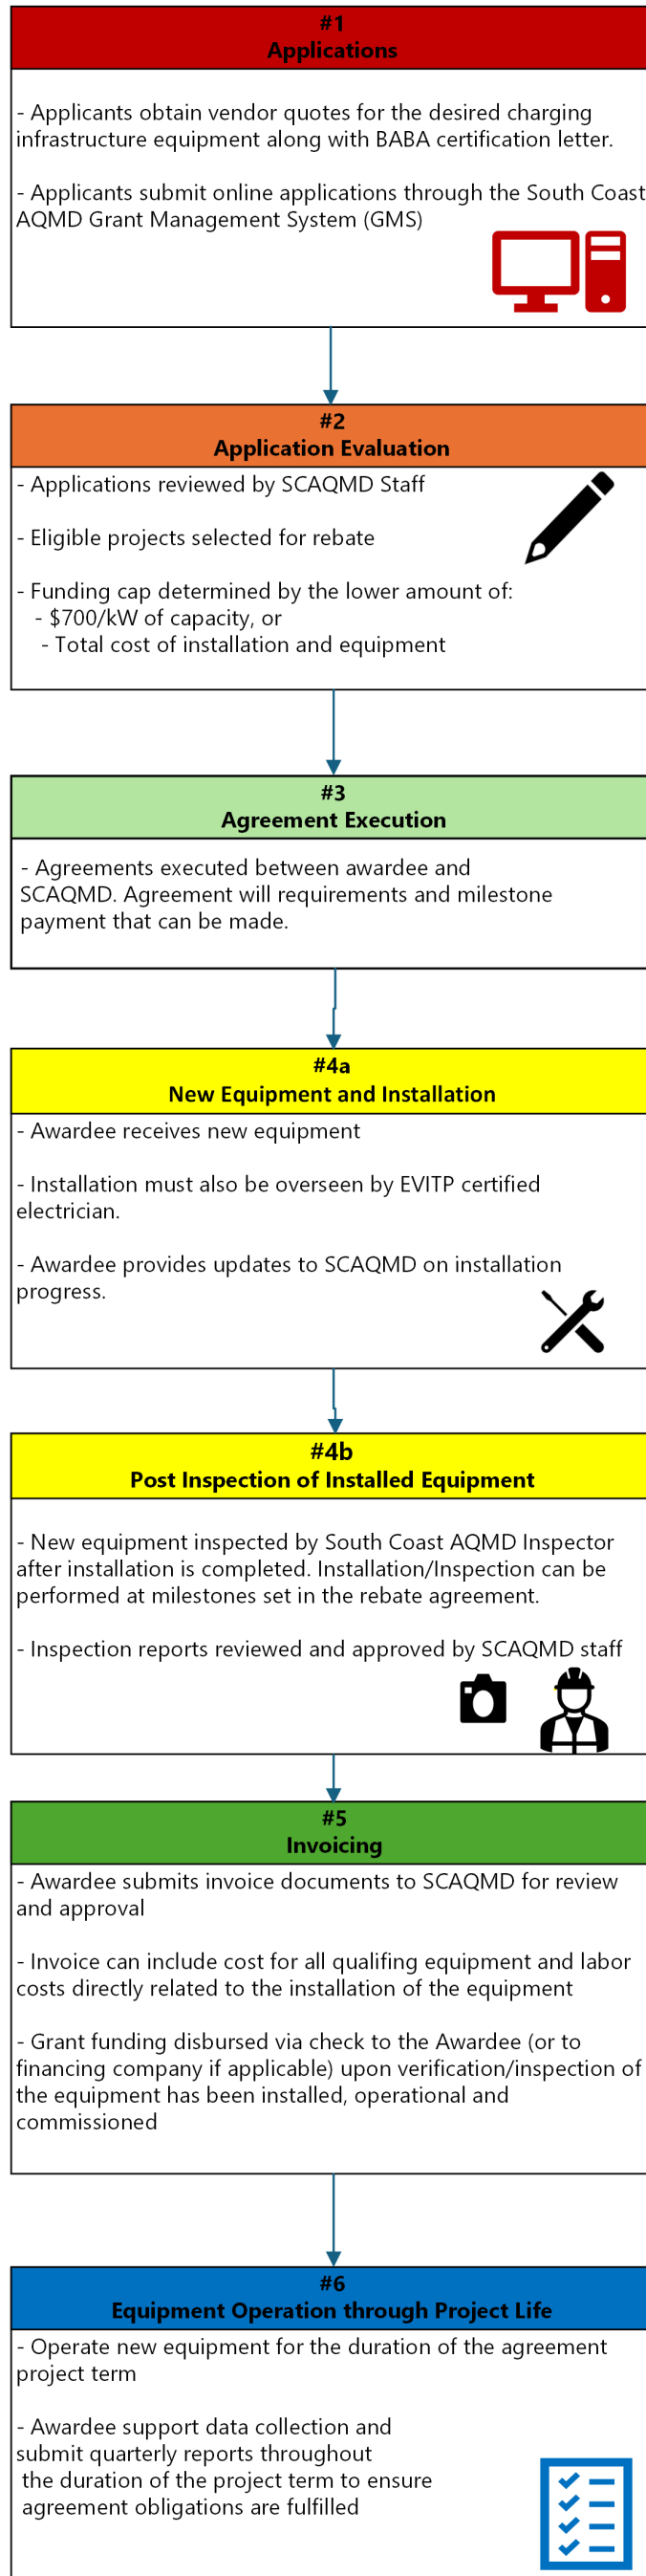 #1
Applications
- Applicants obtain vendor quotes for the desired charging
infrastructure equipment along with BABA certification letter.
- Applicants submit online applications through the South Coast
AQMD Grant Management System (GMS)
#2
Application Evaluation
- Applications reviewed by SCAQMD Staff
- Eligible projects selected for rebate
- Funding cap determined by the lower amount of:
- $700/kW of capacity, or
- Total cost of installation and equipment
#3
Agreement Execution
- Agreements executed between awardee and
SCAQMD. Agreement will requirements and milestone
payment that can be made.
#4a
New Equipment and Installation
- Awardee receives new equipment
- Installation must also be overseen by EVITP certified
electrician.
- Awardee provides updates to SCAQMD on installation
progress.
#4b
Post Inspection of Installed Equipment
- New equipment inspected by South Coast AQMD Inspector
after installation is completed. Installation/Inspection can be
performed at milestones set in the rebate agreement.
- Inspection reports reviewed and approved by SCAQMD staff
#5
Invoicing
- Awardee submits invoice documents to SCAQMD for review
and approval
- Invoice can include cost for all qualifing equipment and labor
costs directly related to the installation of the equipment
- Grant funding disbursed via check to the Awardee (or to
financing company if applicable) upon verification/inspection of
the equipment has been installed, operational and
commissioned
#6
Equipment Operation through Project Life
- Operate new equipment for the duration of the agreement
project term
- Awardee support data collection and
submit quarterly reports throughout
the duration of the project term to ensure
agreement obligations are fulfilled